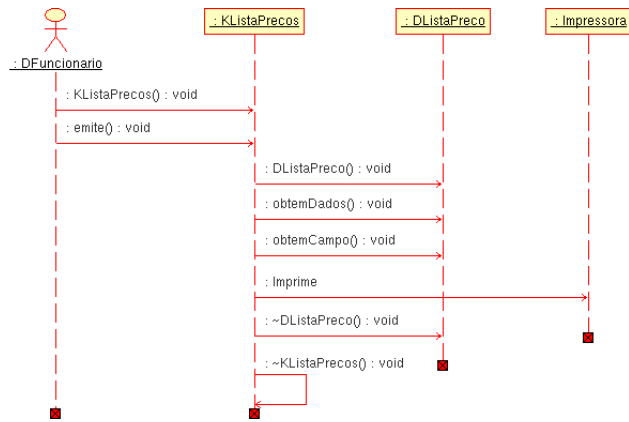 : KListaPrecos
: DListaPreco
: Impressora
: DFuncionario
: KListaPrecos() : void
: emite() : void
: DListaPreco() : void
: obtemDados() : void
: obtemCampo() : void
: Imprime
: ~DListaPreco() : void
: ~KListaPrecos() : void